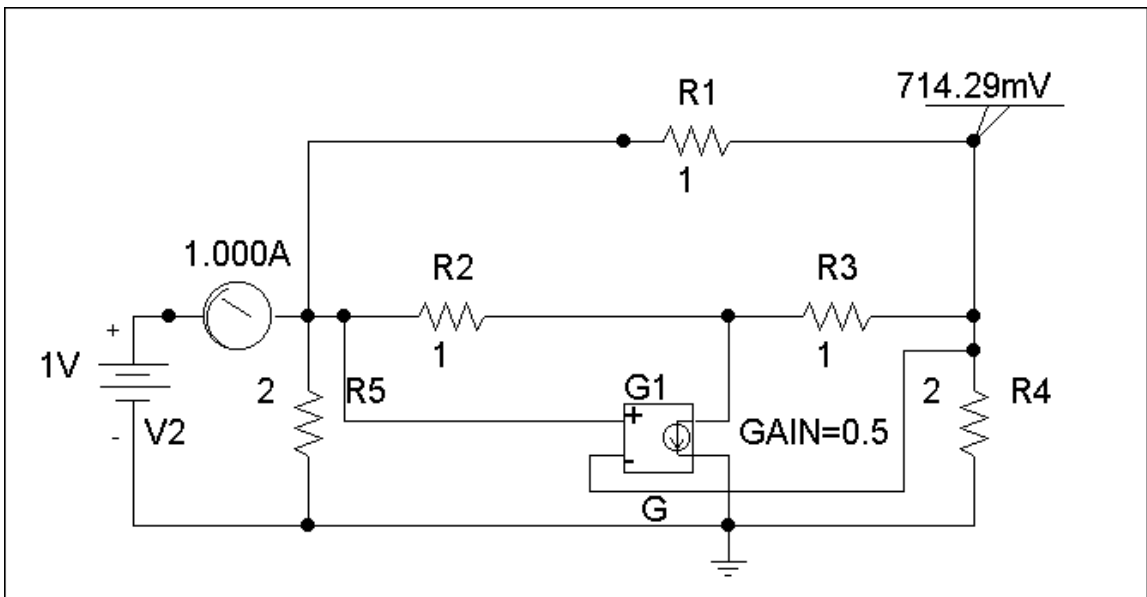 714.29mV
R1
1
1.000A
R2
R3
+
1
1
1V
2
R5
G1
2
R4
+
-
V2
GAIN=0.5
-
G